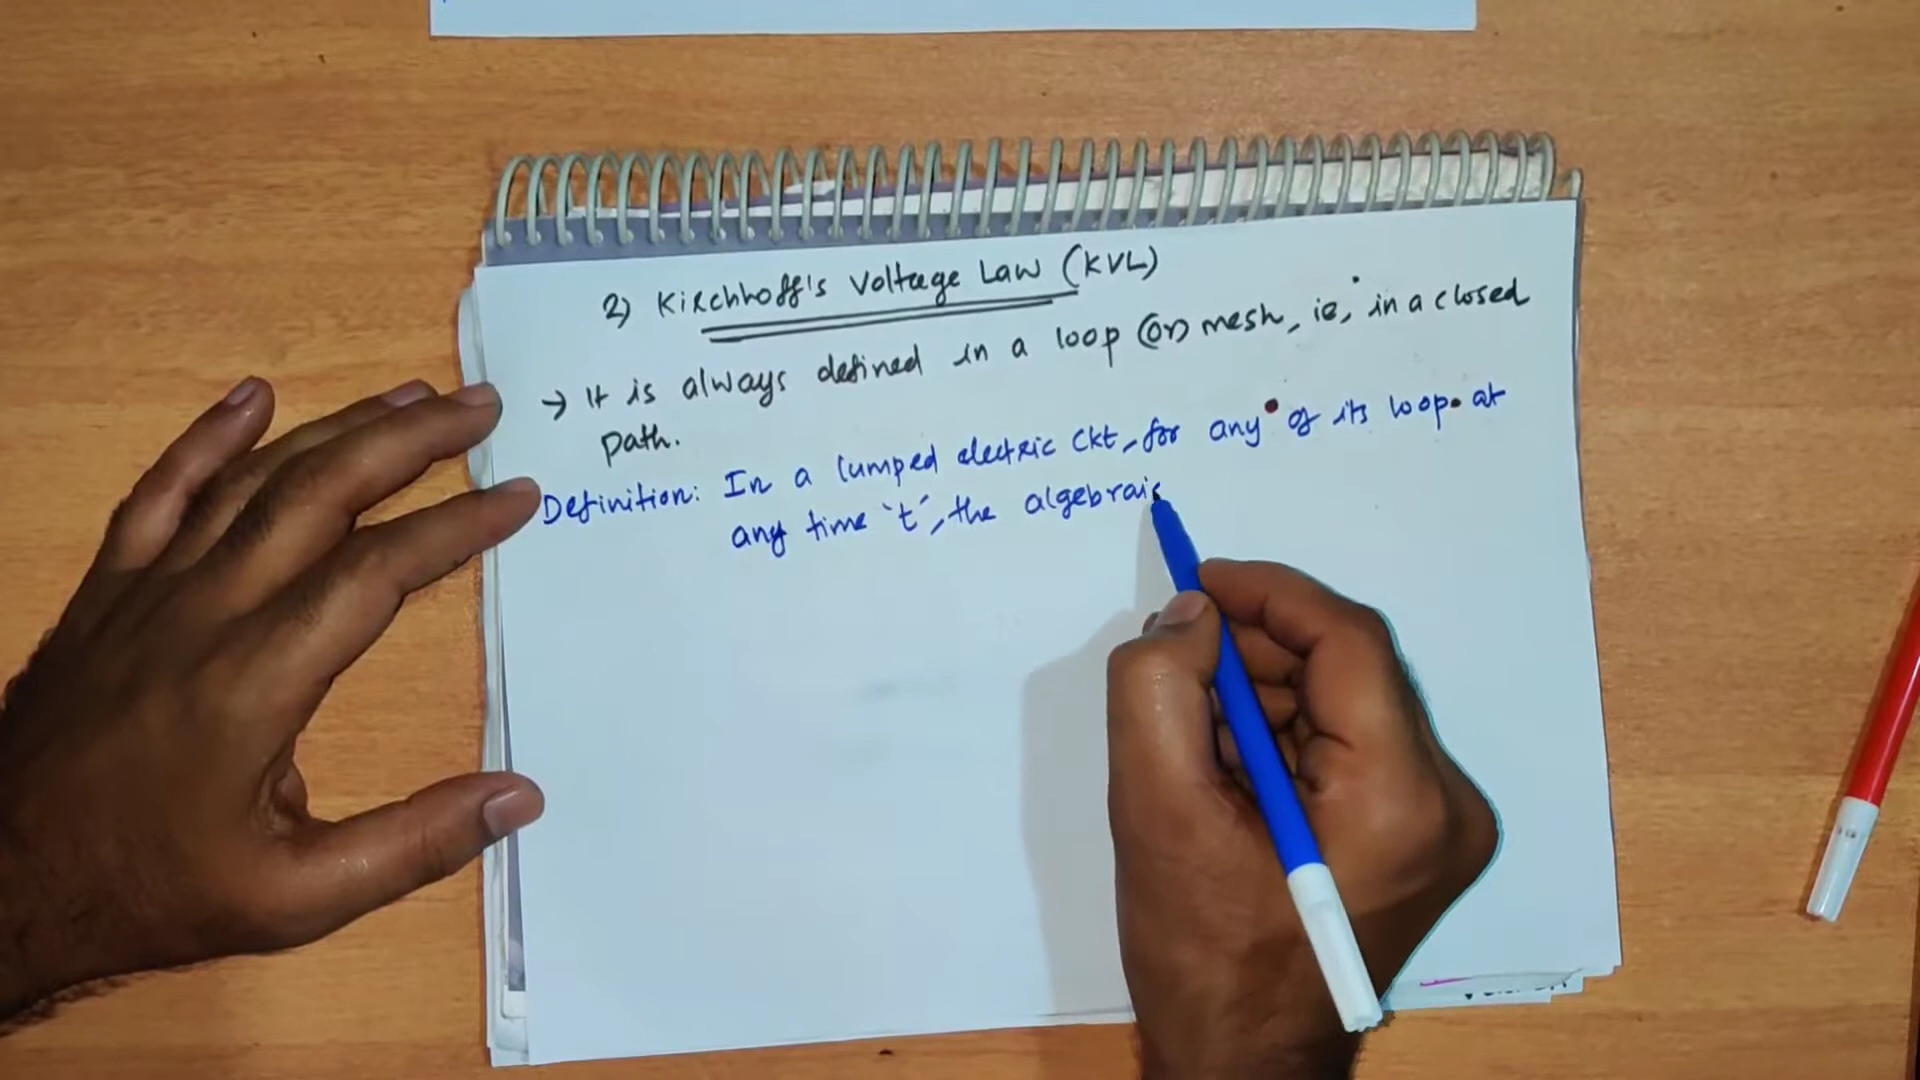 2) Kirchhoff's Voltage Law (KVL)
→ It is always defined in a loop (or) mesh, ie, in a closed
path.
Definition: In a lumped electric Ckt, for any of its loop at
any time 't', the algebraic